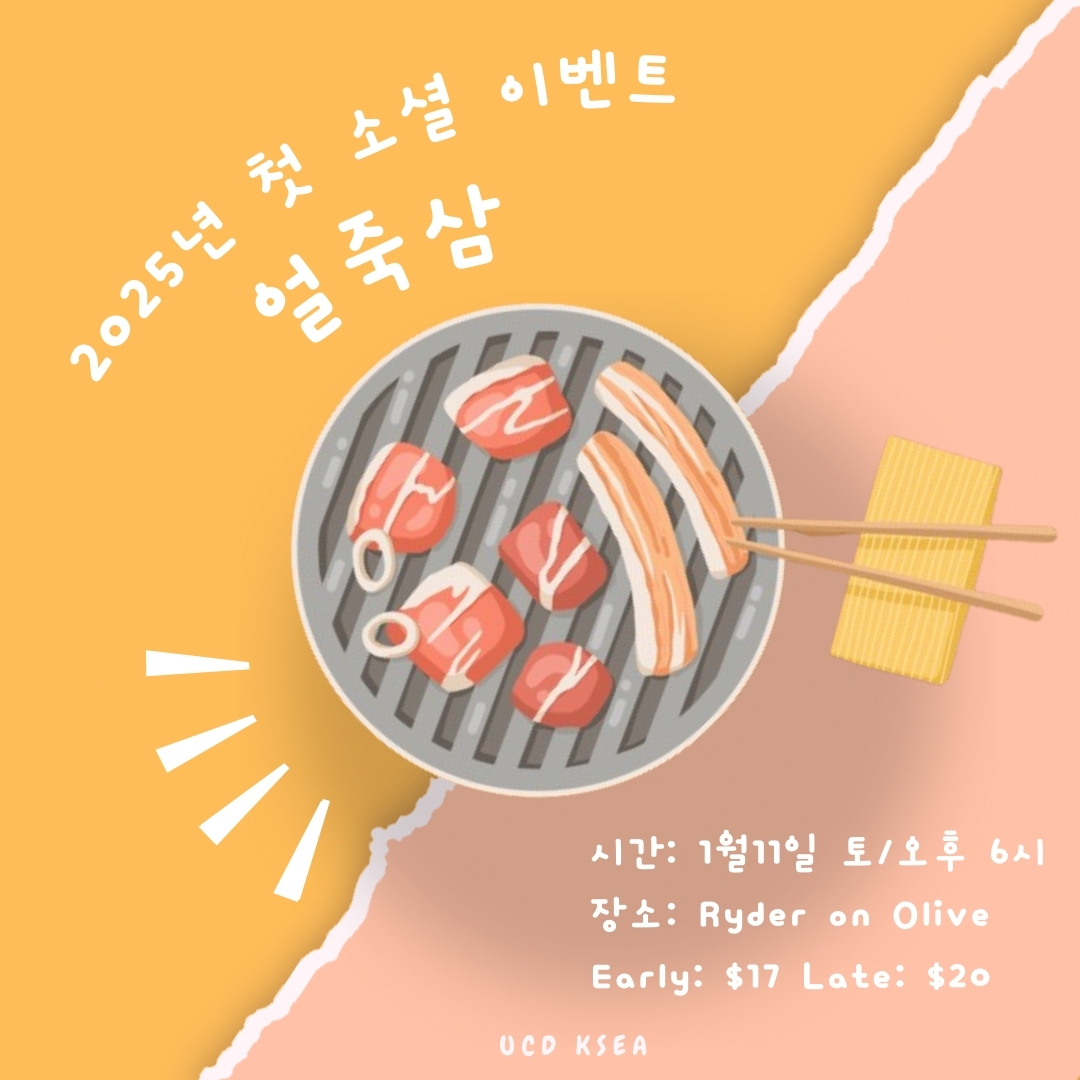 2025년 첫 소셜 이벤트
얼죽삼
시간: 1월11일 토/오후 6시
장소: Ryder on Olive
Early: $17 Late: $20
UCD KSEA